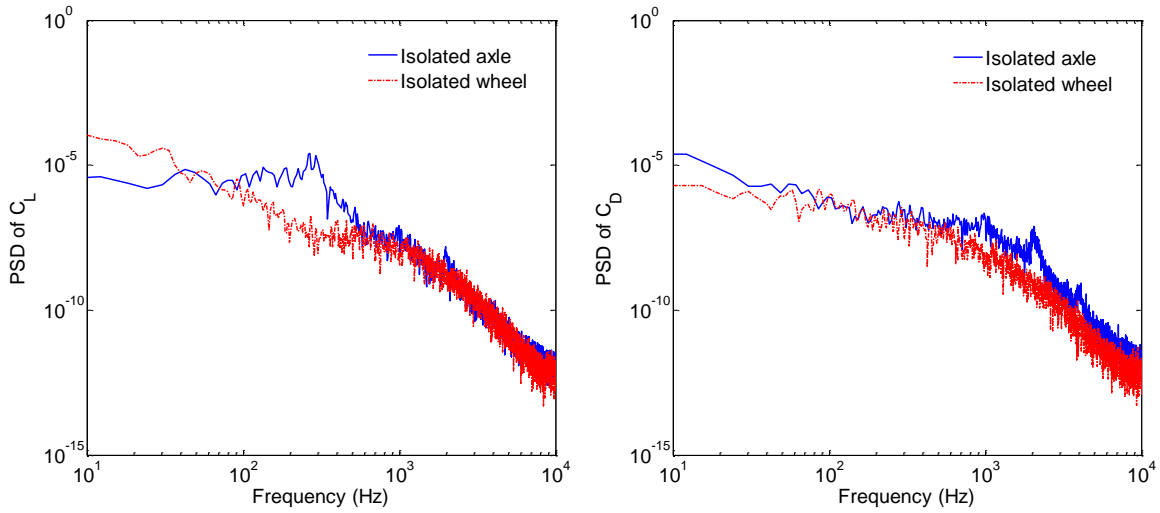 10^0
Isolated axle
Isolated wheel
10^-5
PSD of C_L
10^-10
10^-15
10^1
10^2
10^3
10^4
Frequency (Hz)
10^0
Isolated axle
Isolated wheel
10^-5
PSD of C_D
10^-10
10^-15
10^1
10^2
10^3
10^4
Frequency (Hz)